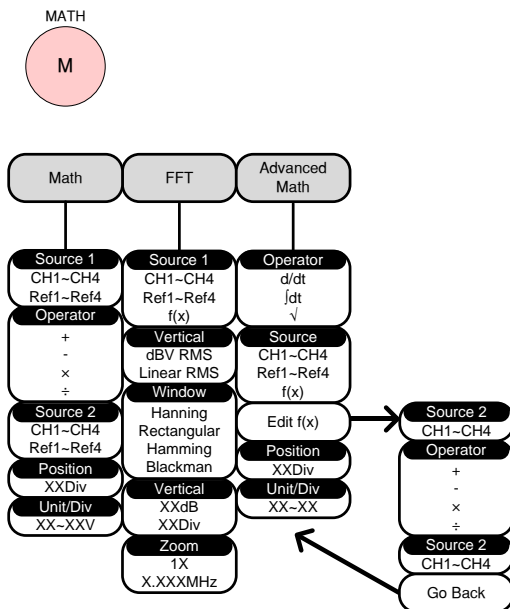 MATH
M
Math
Source 1
CH1~CH4
Ref1~Ref4
Operator
+
-
×
÷
Source 2
CH1~CH4
Ref1~Ref4
Position
XXDiv
Unit/Div
XX~XXV
FFT
Source 1
CH1~CH4
Ref1~Ref4
f(x)
Vertical
dBV RMS
Linear RMS
Window
Hanning
Rectangular
Hamming
Blackman
Vertical
XXdB
XXDiv
Zoom
1X
X.XXXMHz
Advanced
Math
Operator
d/dt
∫dt
√
Source
CH1~CH4
Ref1~Ref4
f(x)
Edit f(x)
Position
XXDiv
Unit/Div
XX~XX
Source 2
CH1~CH4
Operator
+
-
×
÷
Source 2
CH1~CH4
Go Back